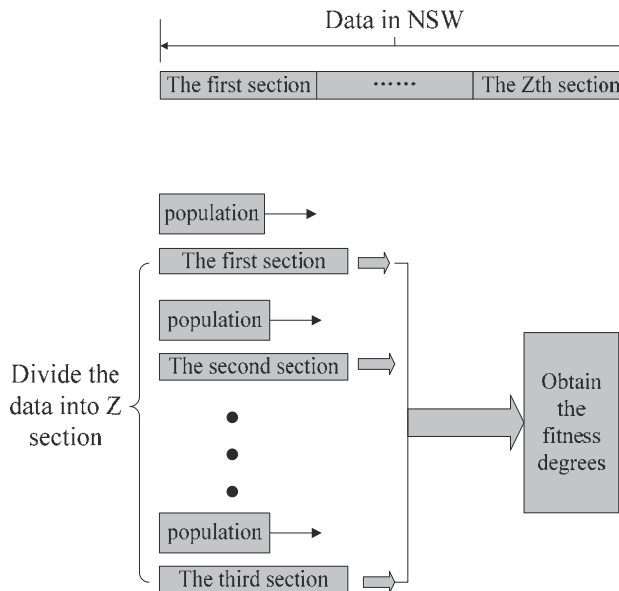 Data in NSW
The first section ...... The Zth section
population
The first section
population
The second section
Divide the
data into Z
section
population
The third section
Obtain
the
fitness
degrees